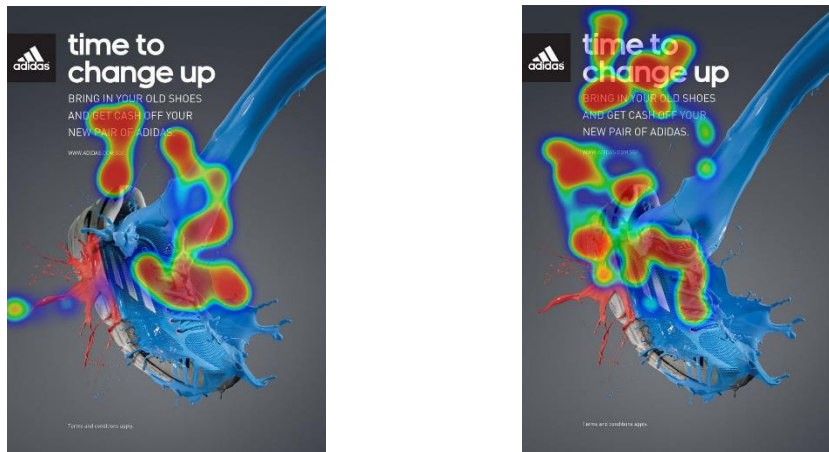 adidas
time to
change up
BRING IN YOUR OLD SHOES
AND GET CASH OFF YOUR
NEW PAIR OF ADIDAS.
Terms and conditions apply.
adidas
time to
change up
BRING IN YOUR OLD SHOES
AND GET CASH OFF YOUR
NEW PAIR OF ADIDAS.
Terms and conditions apply.